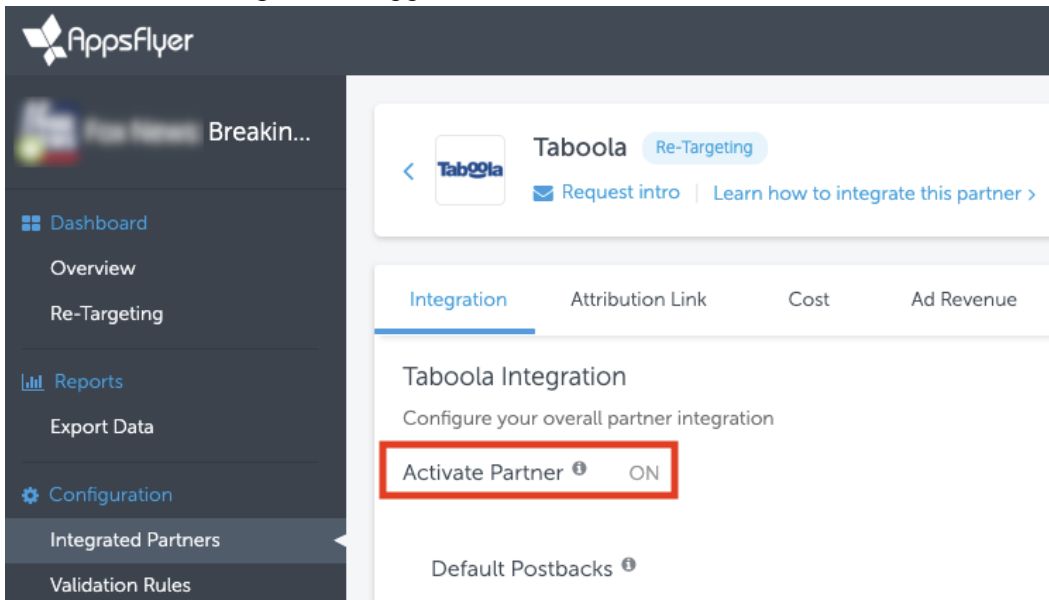 AppsFlyer
Breakin...
Dashboard
Overview
Re-Targeting
Reports
Export Data
Configuration
Integrated Partners
Validation Rules
Taboola
Taboola Re-Targeting
Request intro | Learn how to integrate this partner >
Integration Attribution Link Cost Ad Revenue
Taboola Integration
Configure your overall partner integration
Activate Partner ON
Default Postbacks